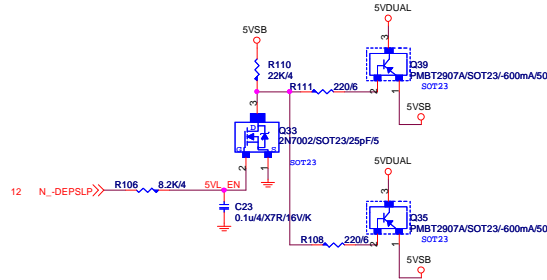 5VDUAL
5VSB
3
R110
22K/4
Q39
PMBT2907A/SOT23/-600mA/50
R111
220/6
2
1
SOT23
5VSB
3
D
Q33
2N7002/SOT23/25pF/5
G
S
SOT23
2
1
5VDUAL
12
N_-DEPSLP
R106
8.2K/4
5VL_EN
3
C23
0.1u/4/X7R/16V/K
Q35
PMBT2907A/SOT23/-600mA/50
R108
220/6
2
1
SOT23
5VSB